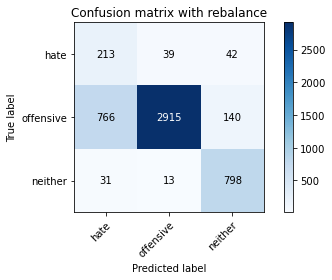 Confusion matrix with rebalance
True label
hate 213 39 42
offensive 766 2915 140
neither 31 13 798
hate offensive neither
Predicted label
2500
2000
1500
1000
500